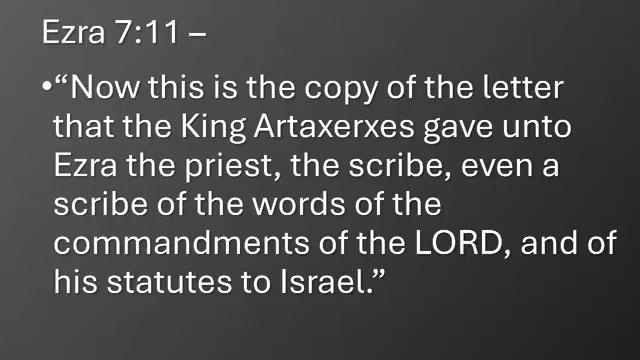 Ezra 7:11 –
•“Now this is the copy of the letter
that the King Artaxerxes gave unto
Ezra the priest, the scribe, even a
scribe of the words of the
commandments of the LORD, and of
his statutes to Israel.”